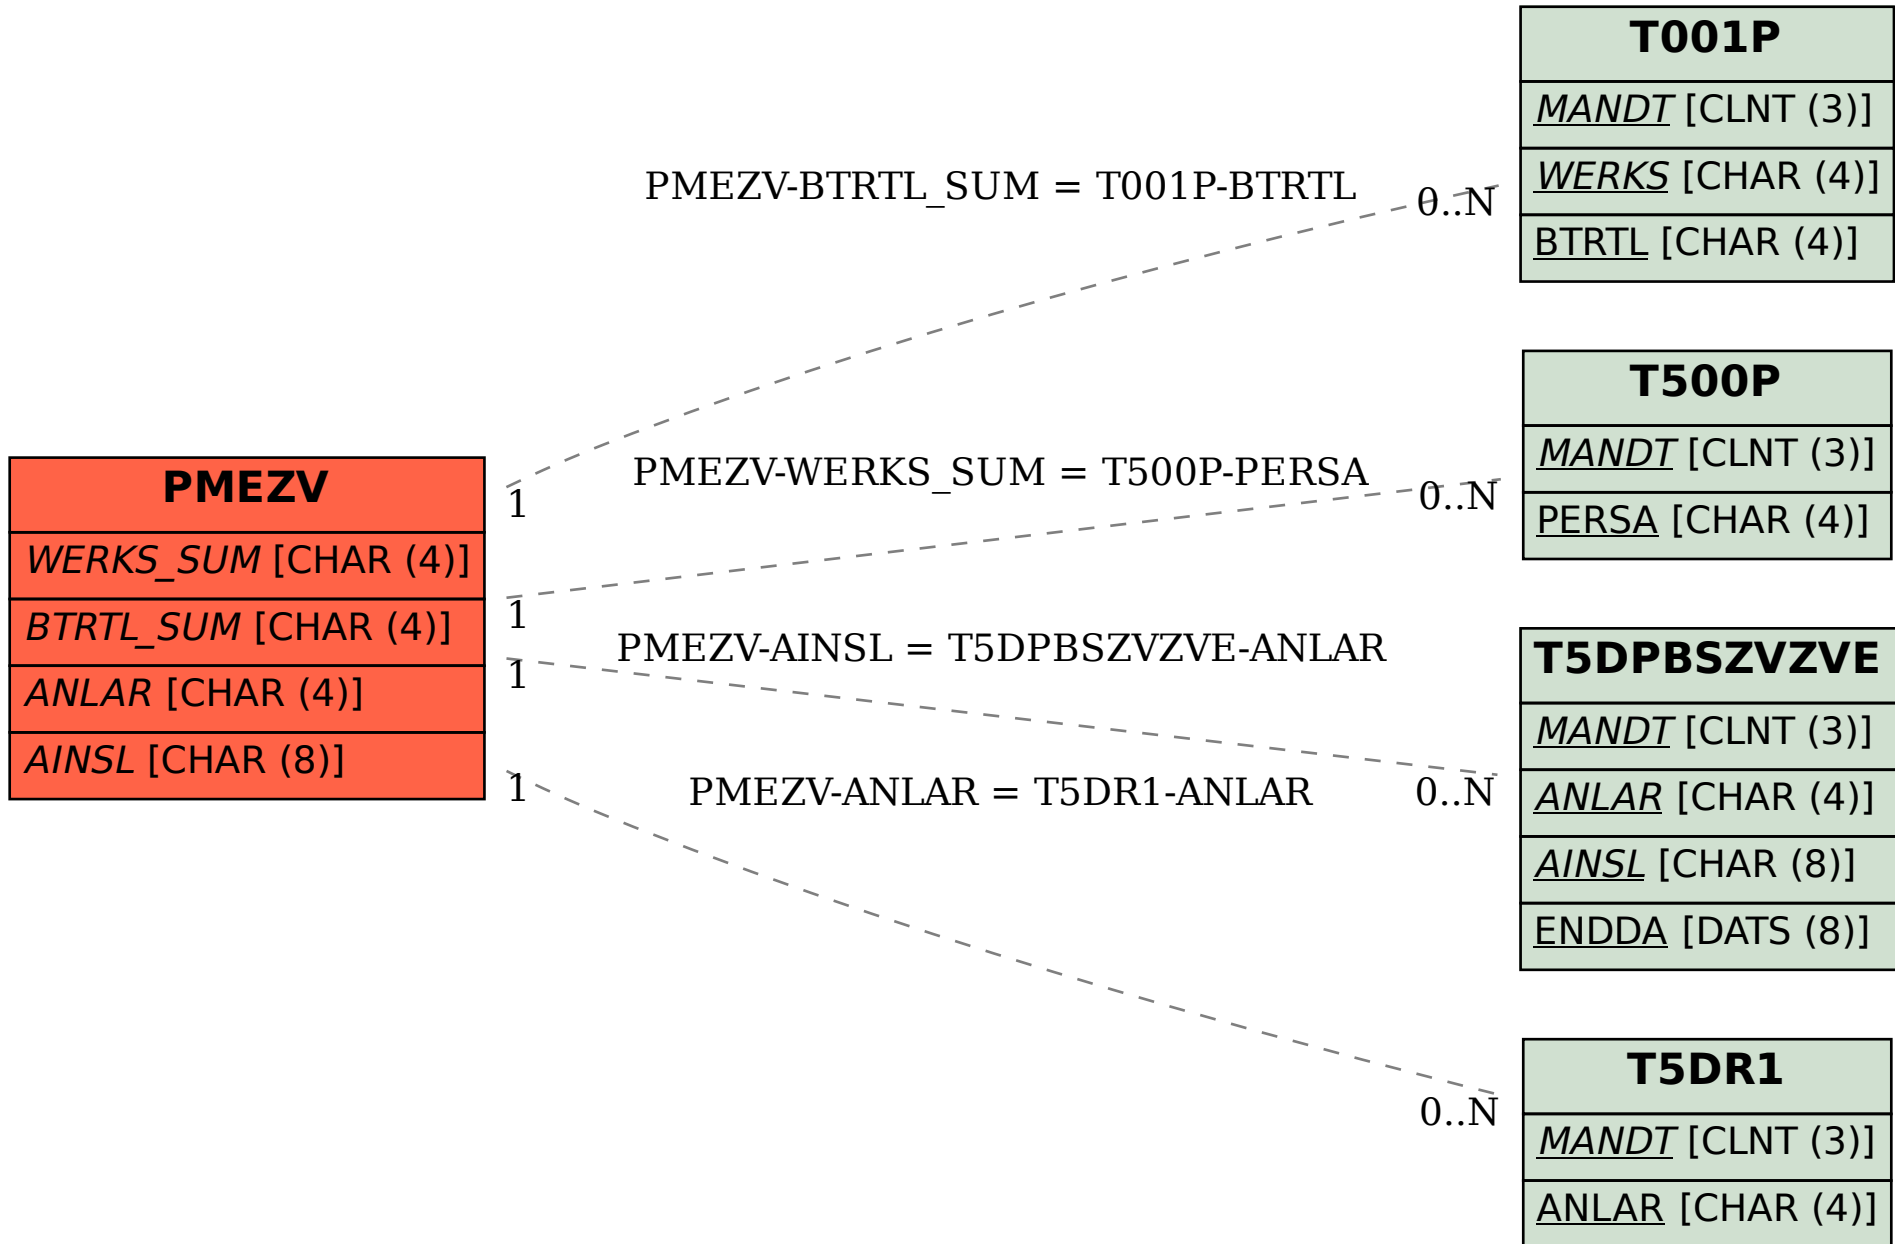 PMEZV
WERKS_SUM [CHAR (4)]
BTRTL_SUM [CHAR (4)]
ANLAR [CHAR (4)]
AINSL [CHAR (8)]
PMEZV-BTRTL_SUM = T001P-BTRTL
1
0..N
PMEZV-WERKS_SUM = T500P-PERSA
1
0..N
PMEZV-AINSL = T5DPBSZVZVE-ANLAR
1
0..N
PMEZV-ANLAR = T5DR1-ANLAR
1
0..N
T001P
MANDT [CLNT (3)]
WERKS [CHAR (4)]
BTRTL [CHAR (4)]
T500P
MANDT [CLNT (3)]
PERSA [CHAR (4)]
T5DPBSZVZVE
MANDT [CLNT (3)]
ANLAR [CHAR (4)]
AINSL [CHAR (8)]
ENDDA [DATS (8)]
T5DR1
MANDT [CLNT (3)]
ANLAR [CHAR (4)]